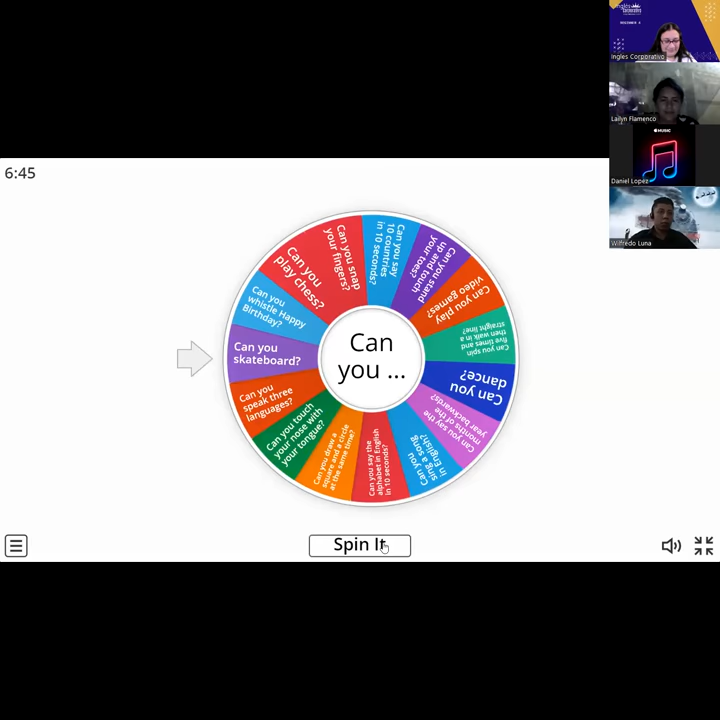 Ingles Corporativo
Lailyn Flamenco
MUSIC
Daniel Lopez
Wilfredo Luna
6:45
Can you say
10 countries
in 10 seconds?
Can you stand
up and touch
your toes?
Can you play
video games?
Can you spin
five times and
then walk in a
straight line?
Can you
dance?
Can you say the
months of the
year backwards?
Can you
sing a song
in English?
Can you say the
alphabet in English
in 10 seconds?
Can you draw a
square and a circle
at the same time?
Can you touch
your nose with
your tongue?
Can you
speak three
languages?
Can you
skateboard?
Can you
whistle Happy
Birthday?
Can you
play chess?
Can you snap
your fingers?
Can
you ...
Spin It